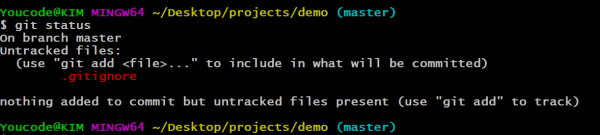 Youcode@KIM MINGW64 ~/Desktop/projects/demo (master)
$ git status
On branch master
Untracked files:
  (use "git add <file>..." to include in what will be committed)
        .gitignore

nothing added to commit but untracked files present (use "git add" to track)

Youcode@KIM MINGW64 ~/Desktop/projects/demo (master)